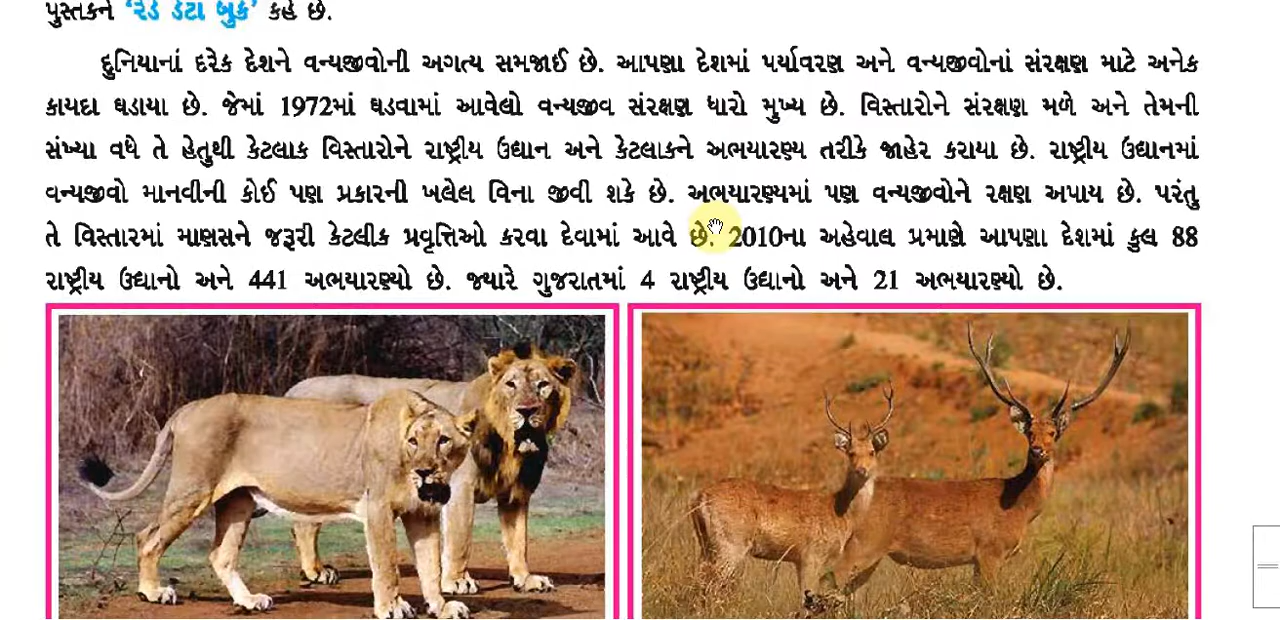 પુસ્તકને ‘રેડ ડેટા બુક’ કહે છે.
દુનિયાનાં દરેક દેશને વન્યજીવોની અગત્ય સમજાઈ છે. આપણા દેશમાં પર્યાવરણ અને વન્યજીવોનાં સંરક્ષણ માટે અનેક
કાયદા ઘડાયા છે. જેમાં 1972માં ઘડવામાં આવેલો વન્યજીવ સંરક્ષણ ધારો મુખ્ય છે. વિસ્તારોને સંરક્ષણ મળે અને તેમની
સંખ્યા વધે તે હેતુથી કેટલાક વિસ્તારોને રાષ્ટ્રીય ઉદ્યાન અને કેટલાકને અભયારણ્ય તરીકે જાહેર કરાયા છે. રાષ્ટ્રીય ઉદ્યાનમાં
વન્યજીવો માનવીની કોઈ પણ પ્રકારની ખલેલ વિના જીવી શકે છે. અભયારણ્યમાં પણ વન્યજીવોને રક્ષણ અપાય છે. પરંતુ
તે વિસ્તારમાં માણસને જરૂરી કેટલીક પ્રવૃત્તિઓ કરવા દેવામાં આવે છે. 2010ના અહેવાલ પ્રમાણે આપણા દેશમાં કુલ 88
રાષ્ટ્રીય ઉદ્યાનો અને 441 અભયારણ્યો છે. જ્યારે ગુજરાતમાં 4 રાષ્ટ્રીય ઉદ્યાનો અને 21 અભયારણ્યો છે.